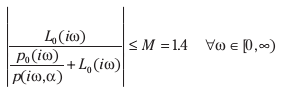 | L₀(iω) / ( p₀(iω) / p(iω,α) + L₀(iω) ) | ≤ M = 1.4 ∀ω ∈ [0,∞)